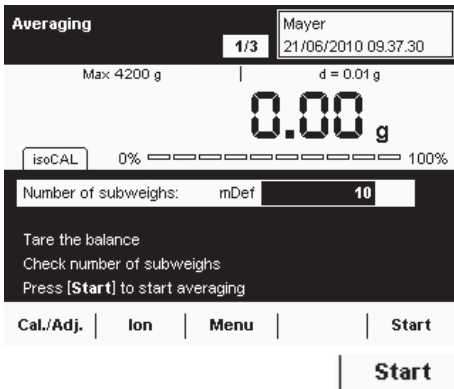 Averaging
1/3
Mayer
21/06/2010 09.37.30
Max 4200 g | d = 0.01 g
0.00 g
isoCAL 0% 100%
Number of subweighs: mDef 10
Tare the balance
Check number of subweighs
Press [Start] to start averaging
Cal./Adj. | Ion | Menu | | Start
Start